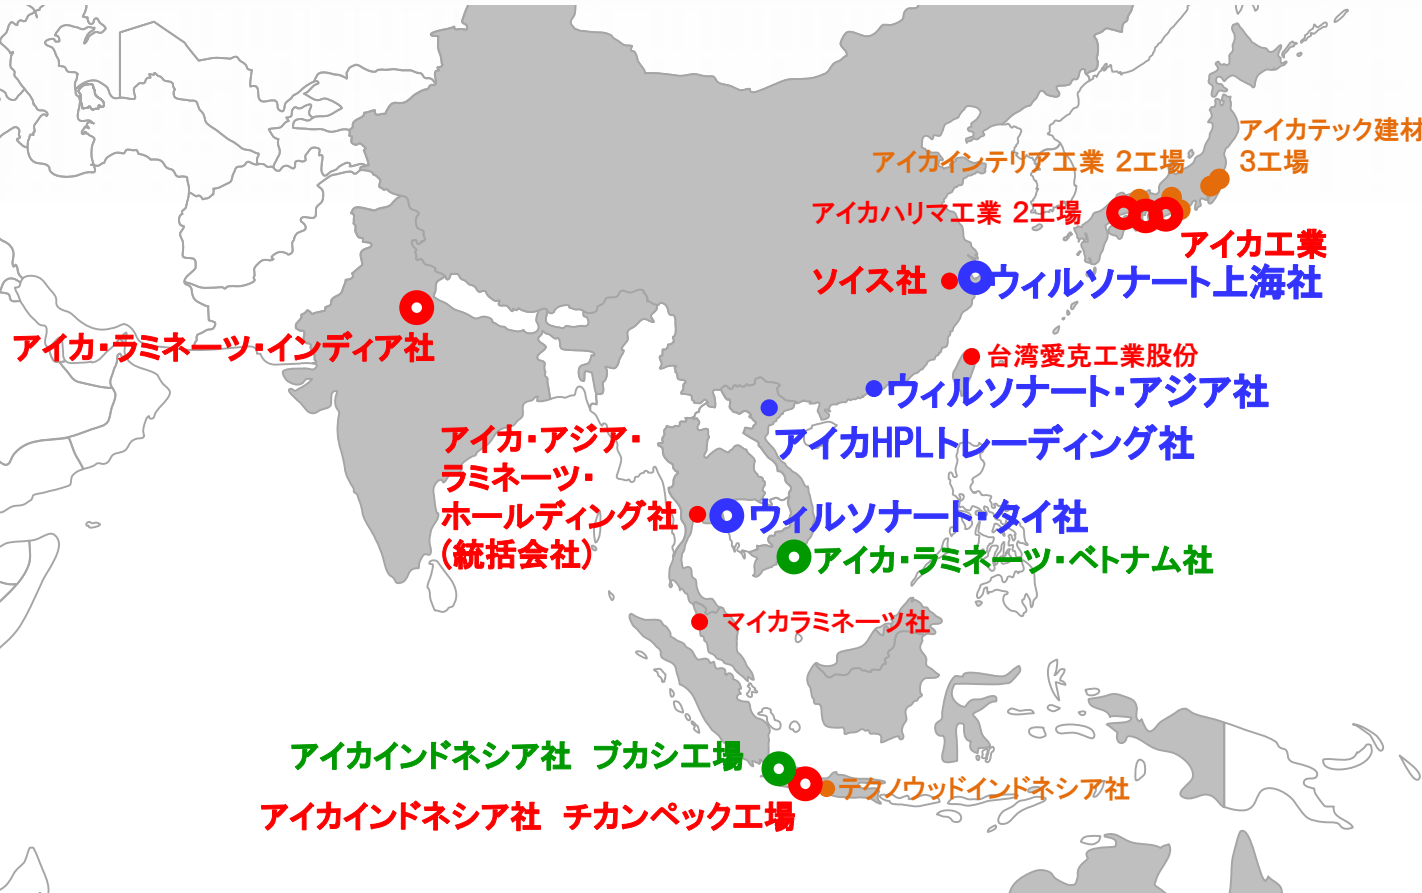 アイカテック建材
3工場
アイカインテリア工業 2工場
アイカハリマ工業 2工場
アイカ工業
ソイス社
ウィルソナート上海社
アイカ・ラミネーツ・インディア社
台湾愛克工業股份
ウィルソナート・アジア社
アイカHPLトレーディング社
アイカ・アジア・
ラミネーツ・
ホールディング社
(統括会社)
ウィルソナート・タイ社
アイカ・ラミネーツ・ベトナム社
マイカラミネーツ社
アイカインドネシア社 ブカシ工場
テクノウッドインドネシア社
アイカインドネシア社 チカンペック工場